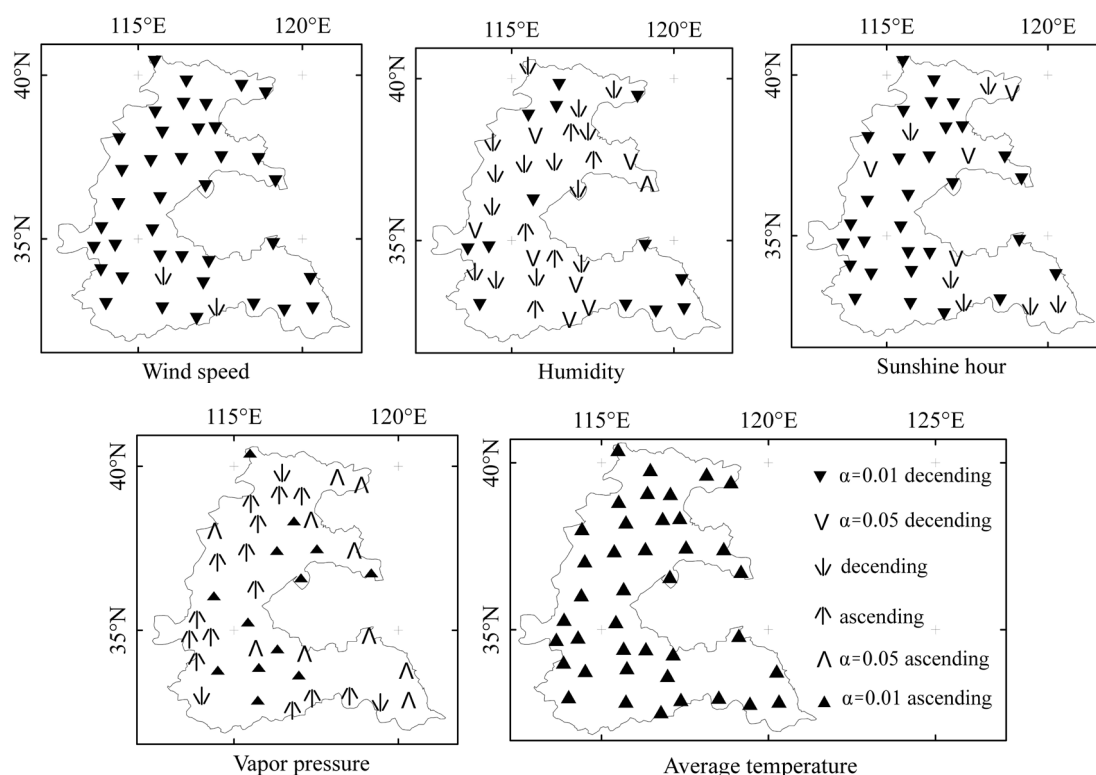 115°E 120°E
115°E 120°E
115°E 120°E
40°N
35°N
40°N
35°N
40°N
35°N
Wind speed
Humidity
Sunshine hour
115°E 120°E
115°E 120°E 125°E
40°N
35°N
40°N
35°N
α=0.01 decending
α=0.05 decending
decending
ascending
α=0.05 ascending
α=0.01 ascending
Vapor pressure
Average temperature